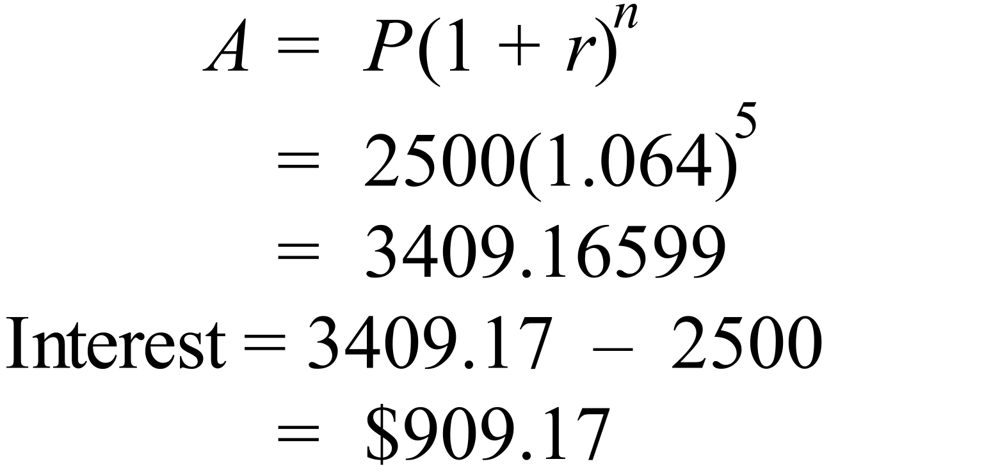 A = P(1 + r)^n
= 2500(1.064)^5
= 3409.16599
Interest = 3409.17 – 2500
= $909.17